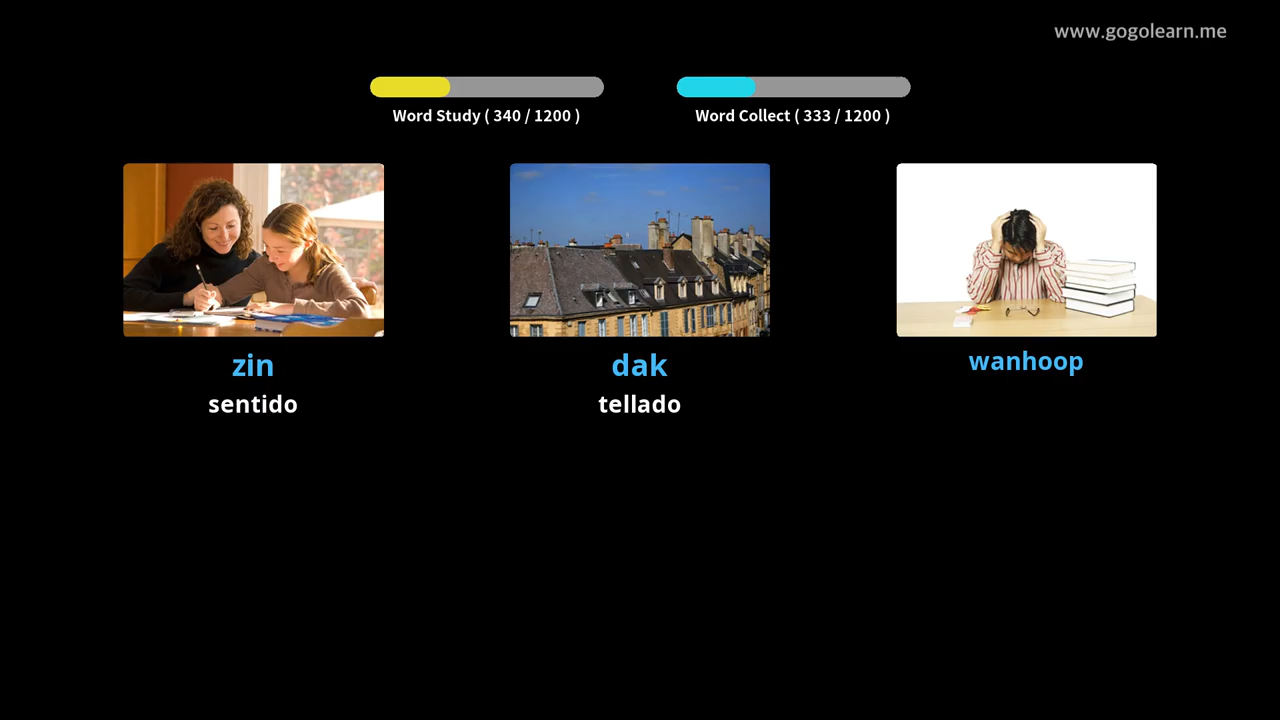 www.gogolearn.me
Word Study ( 340 / 1200 )
Word Collect ( 333 / 1200 )
zin
dak
wanhoop
sentido
tellado